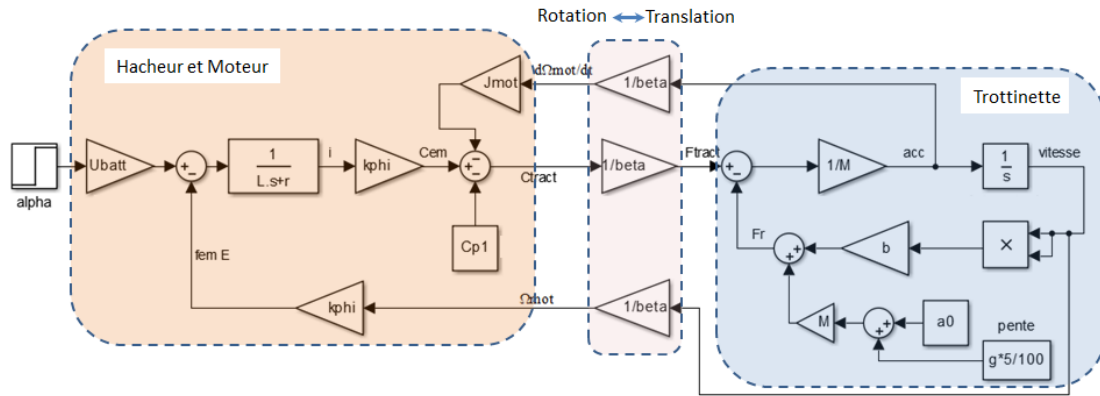 Rotation Translation
Hacheur et Moteur
Trottinette
Jmot
dΩmot/dt
1/beta
alpha
Ubatt
1
L.s+r
i
kphi
Cem
Ctract
1/beta
Ftract
1/M
acc
1
s
vitesse
Cp1
fem E
Fr
b
×
kphi
Ωmot
1/beta
M
a0
pente
g*5/100